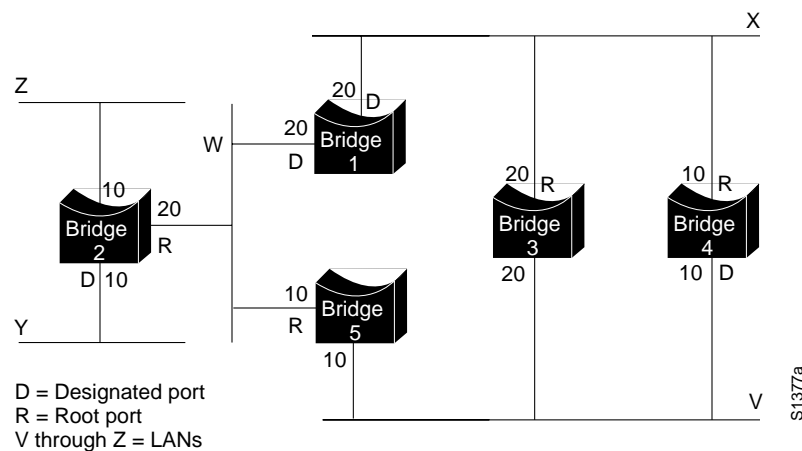 X
Z
20
D
20
W
Bridge
1
D
10
20
Bridge
2
R
D
10
20
R
Bridge
3
20
10
R
Bridge
4
10
D
10
Bridge
5
R
10
Y
V
D = Designated port
R = Root port
V through Z = LANs
S1377a